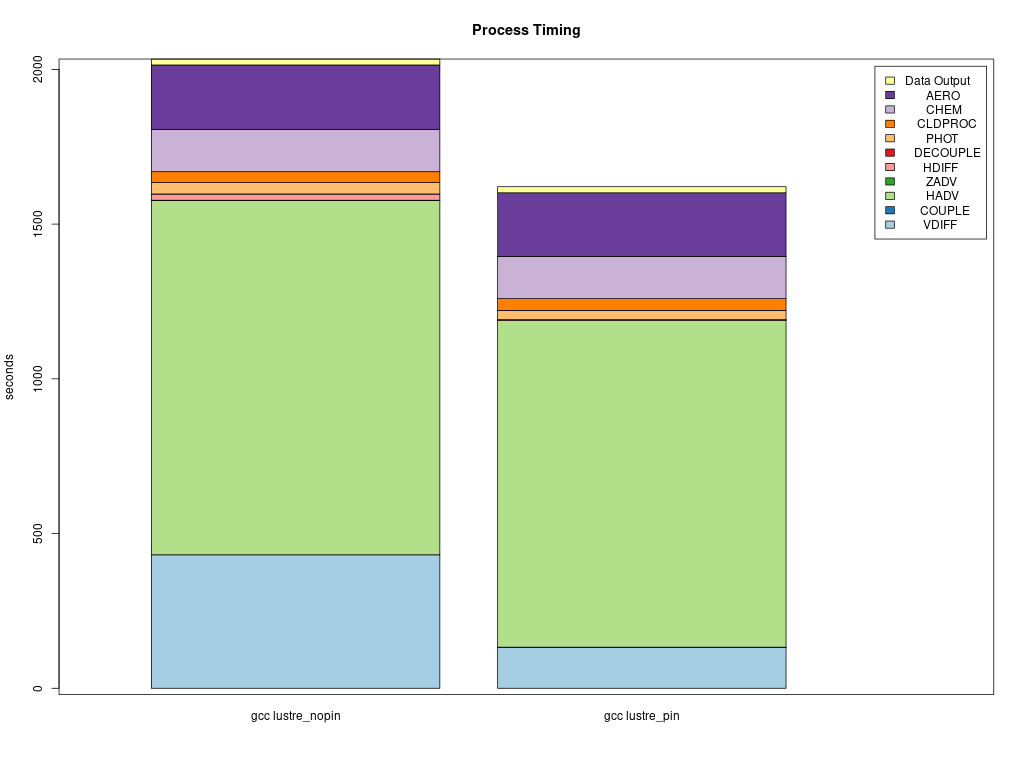 Process Timing
2000
1500
1000
500
0
seconds
Data Output
AERO
CHEM
CLDPROC
PHOT
DECOUPLE
HDIFF
ZADV
HADV
COUPLE
VDIFF
gcc lustre_nopin
gcc lustre_pin